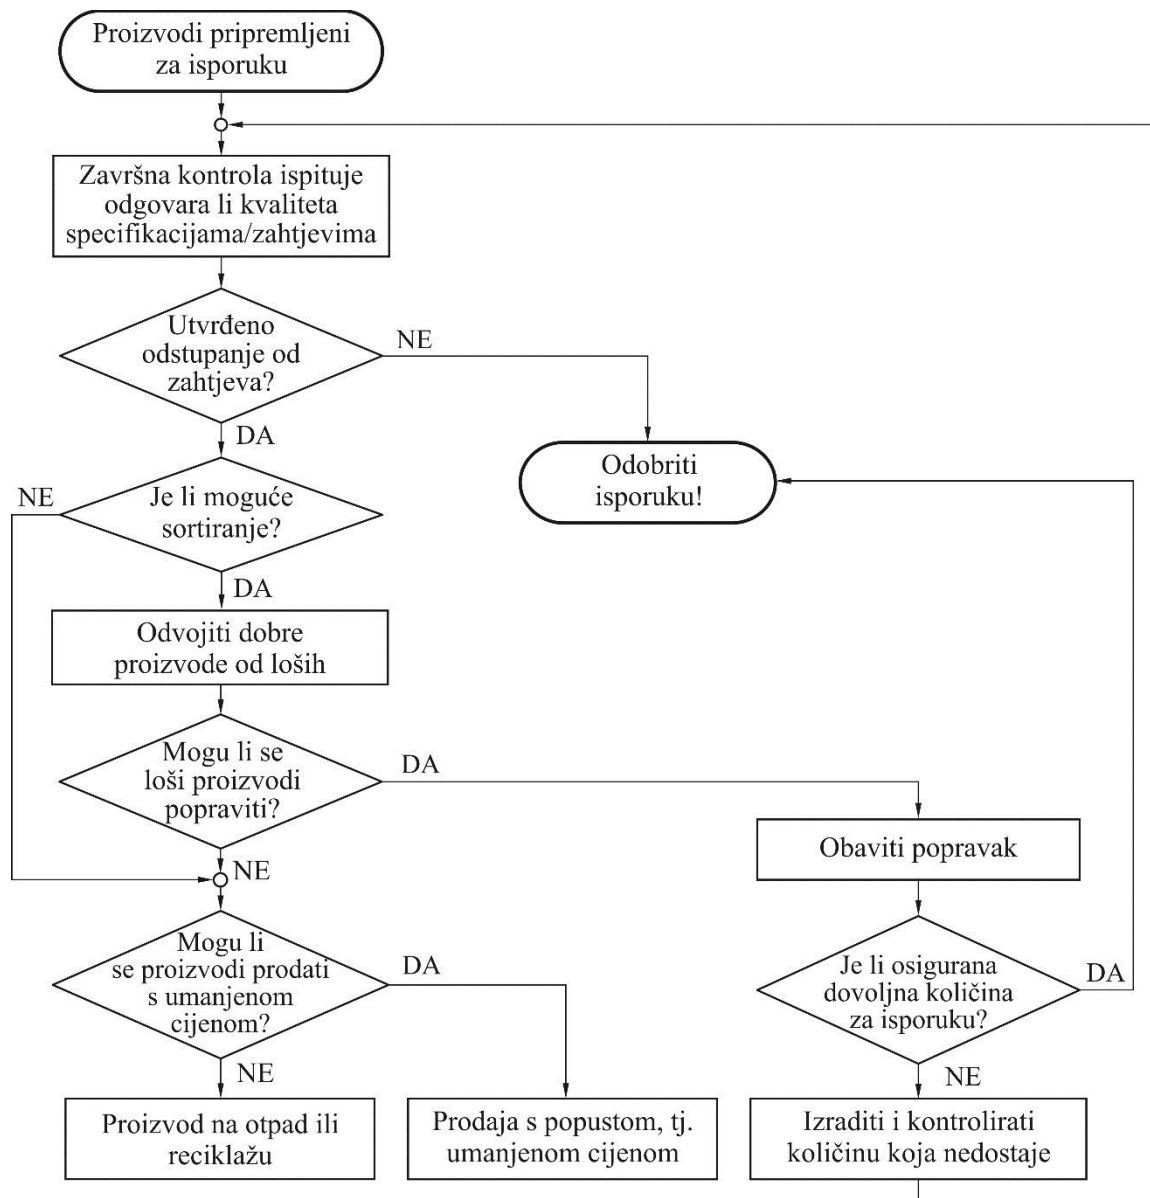 Proizvodi pripremljeni
za isporuku
Završna kontrola ispituje
odgovara li kvaliteta
specifikacijama/zahtjevima
Utvrđeno
odstupanje od
zahtjeva?
NE
DA
Odobriti
isporuku!
NE
Je li moguće
sortiranje?
DA
Odvojiti dobre
proizvode od loših
Mogu li se
loši proizvodi
popraviti?
DA
NE
Obaviti popravak
Mogu li
se proizvodi prodati
s umanjenom
cijenom?
DA
NE
Je li osigurana
dovoljna količina
za isporuku?
DA
NE
Proizvod na otpad ili
reciklažu
Prodaja s popustom, tj.
umanjenom cijenom
Izraditi i kontrolirati
količinu koja nedostaje